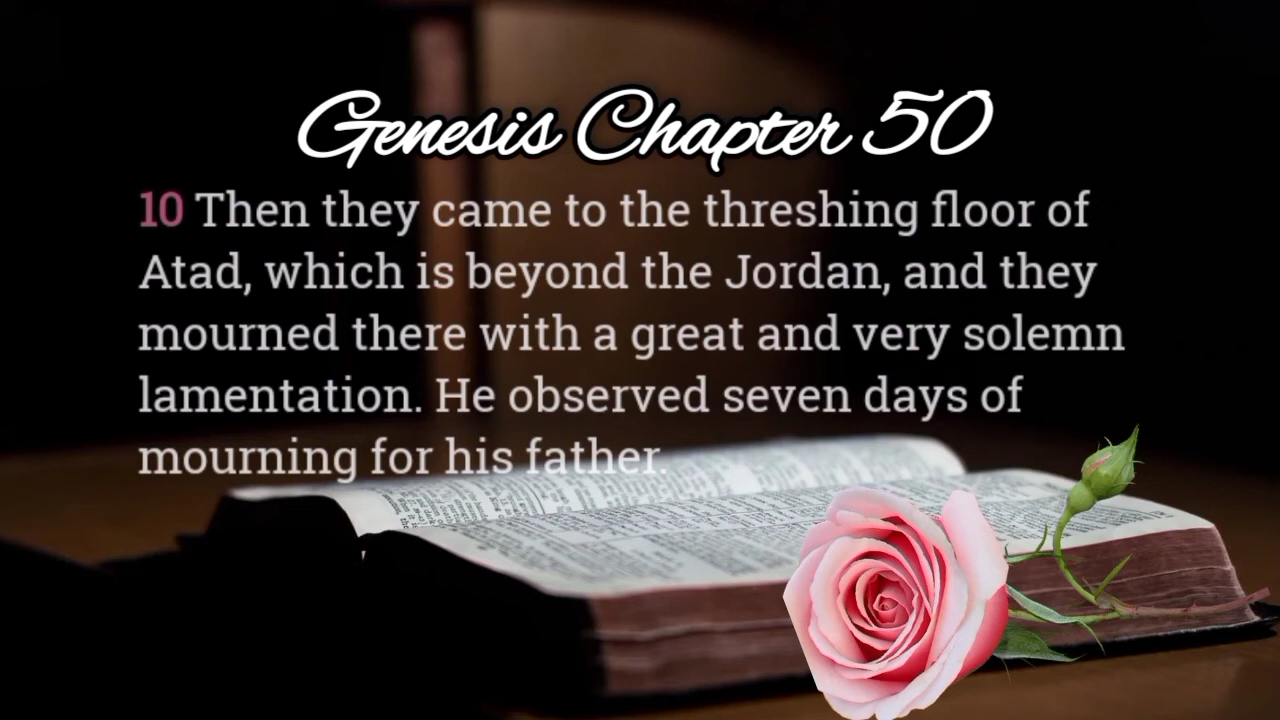 Genesis Chapter 50
10 Then they came to the threshing floor of
Atad, which is beyond the Jordan, and they
mourned there with a great and very solemn
lamentation. He observed seven days of
mourning for his father.